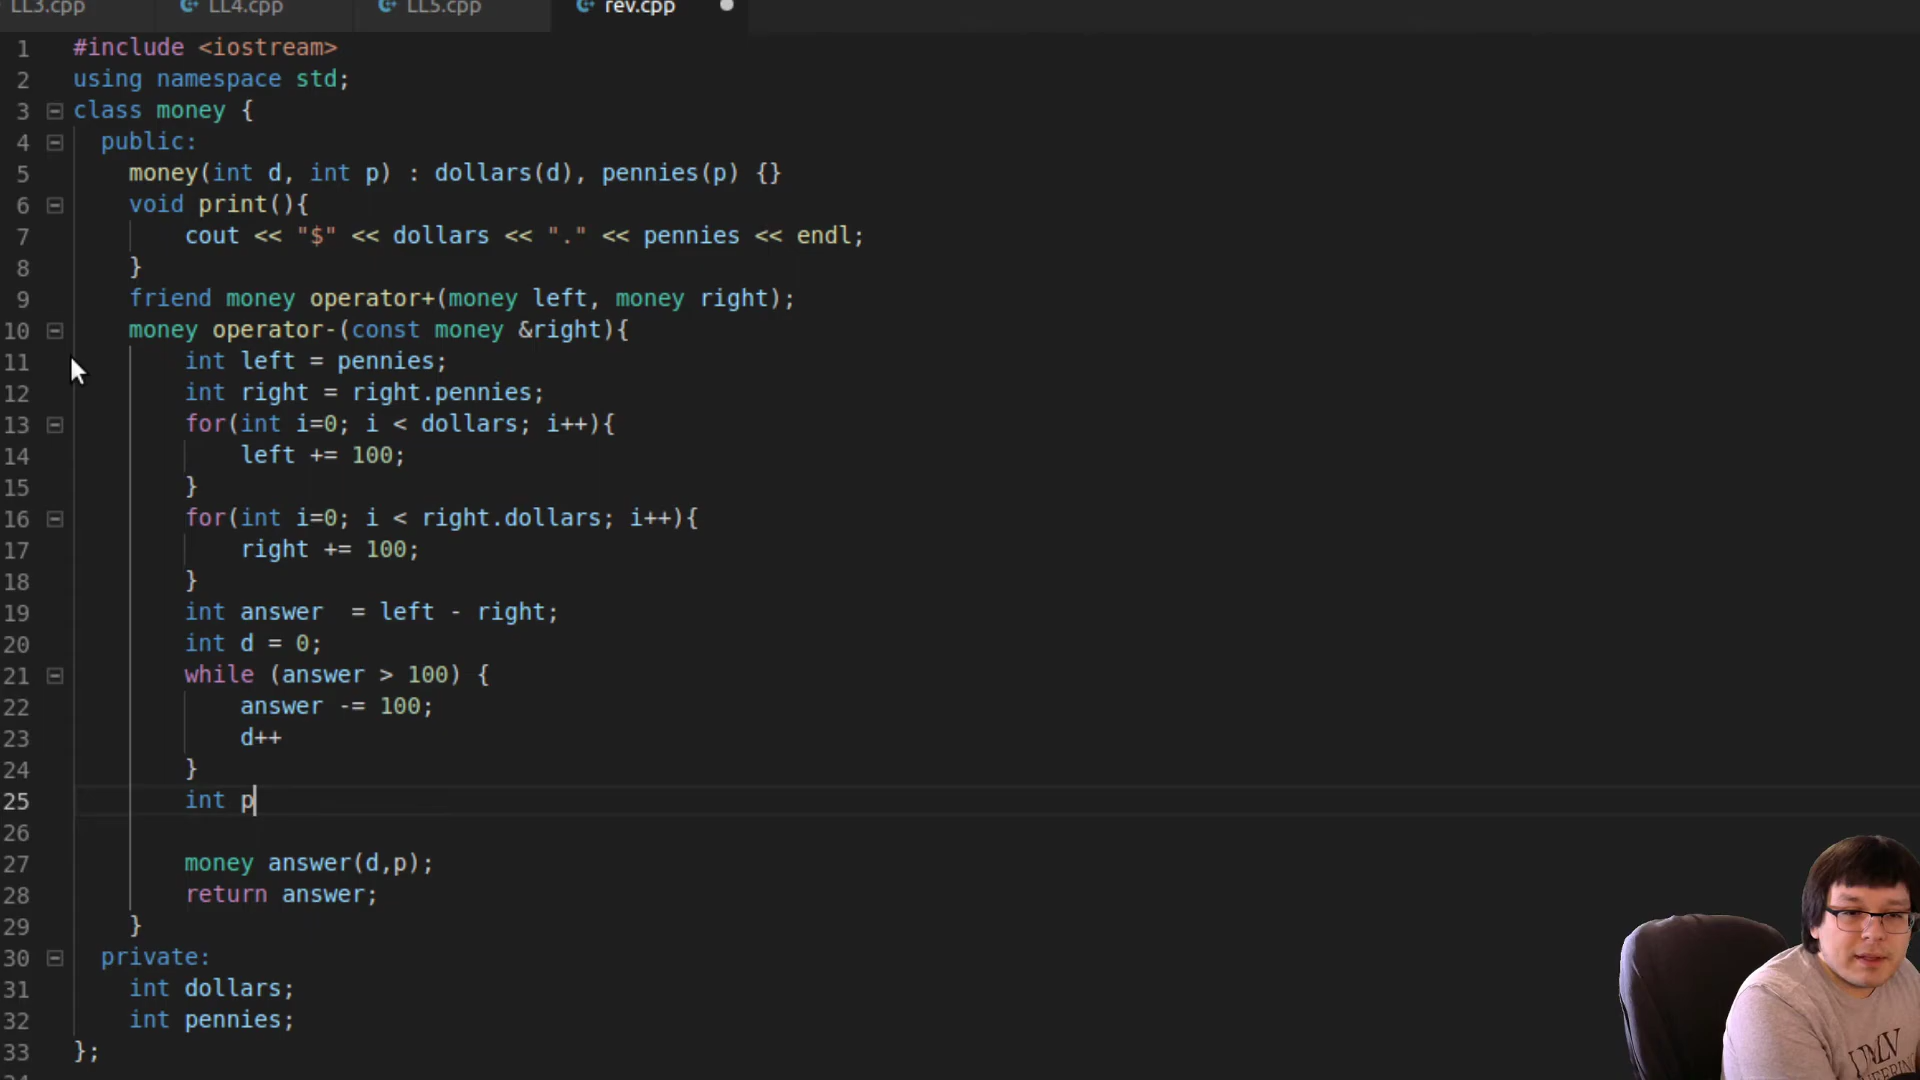 LL3.cpp LL4.cpp LL5.cpp rev.cpp
1 #include <iostream>
2 using namespace std;
3 class money {
4 public:
5 money(int d, int p) : dollars(d), pennies(p) {}
6 void print(){
7 cout << "$" << dollars << "." << pennies << endl;
8 }
9 friend money operator+(money left, money right);
10 money operator-(const money &right){
11 int left = pennies;
12 int right = right.pennies;
13 for(int i=0; i < dollars; i++){
14 left += 100;
15 }
16 for(int i=0; i < right.dollars; i++){
17 right += 100;
18 }
19 int answer  = left - right;
20 int d = 0;
21 while (answer > 100) {
22 answer -= 100;
23 d++
24 }
25 int p
26
27 money answer(d,p);
28 return answer;
29 }
30 private:
31 int dollars;
32 int pennies;
33 };